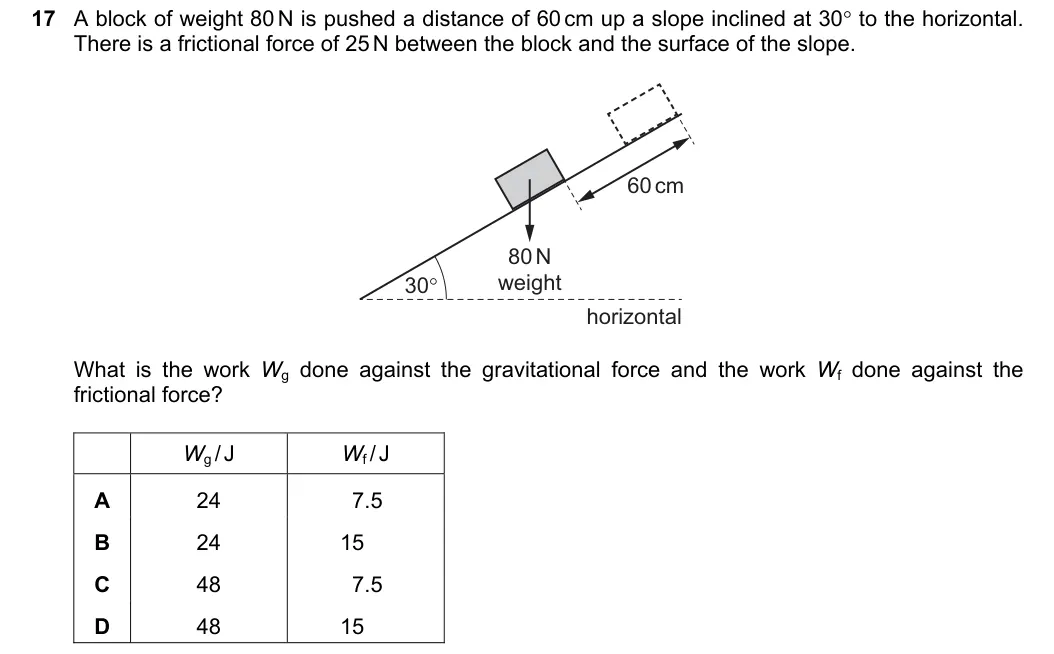 17 A block of weight 80 N is pushed a distance of 60 cm up a slope inclined at 30° to the horizontal.
There is a frictional force of 25 N between the block and the surface of the slope.
60 cm
80 N
30° weight
horizontal
What is the work Wg done against the gravitational force and the work Wf done against the
frictional force?
Wg / J Wf / J
A 24 7.5
B 24 15
C 48 7.5
D 48 15